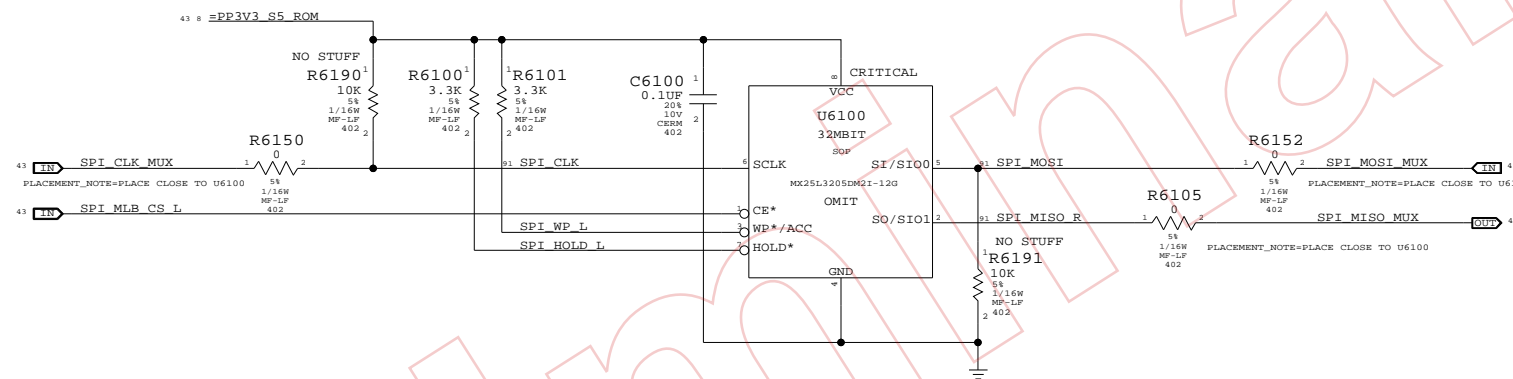 43 8 =PP3V3_S5_ROM
NO STUFF
R6190
10K
5%
1/16W
MF-LF
402
1
2
R6100
3.3K
5%
1/16W
MF-LF
402
1
2
R6101
3.3K
5%
1/16W
MF-LF
402
1
2
C6100
0.1UF
20%
10V
CERM
402
1
2
CRITICAL
8
VCC
U6100
32MBIT
SOP
MX25L3205DM2I-12G
OMIT
43 IN SPI_CLK_MUX
R6150
0
1 2
5%
1/16W
MF-LF
402
PLACEMENT_NOTE=PLACE CLOSE TO U6100
91 SPI_CLK
6 SCLK
43 IN SPI_MLB_CS_L
1 CE*
SPI_WP_L
3 WP*/ACC
SPI_HOLD_L
7 HOLD*
GND
4
SI/SIO0 5
91 SPI_MOSI
R6152
0
1 2
5%
1/16W
MF-LF
402
SPI_MOSI_MUX
IN 4
PLACEMENT_NOTE=PLACE CLOSE TO U6
SO/SIO1 2
91 SPI_MISO_R
R6105
0
1 2
5%
1/16W
MF-LF
402
SPI_MISO_MUX
OUT 4
PLACEMENT_NOTE=PLACE CLOSE TO U6100
NO STUFF
R6191
10K
5%
1/16W
MF-LF
402
1
2